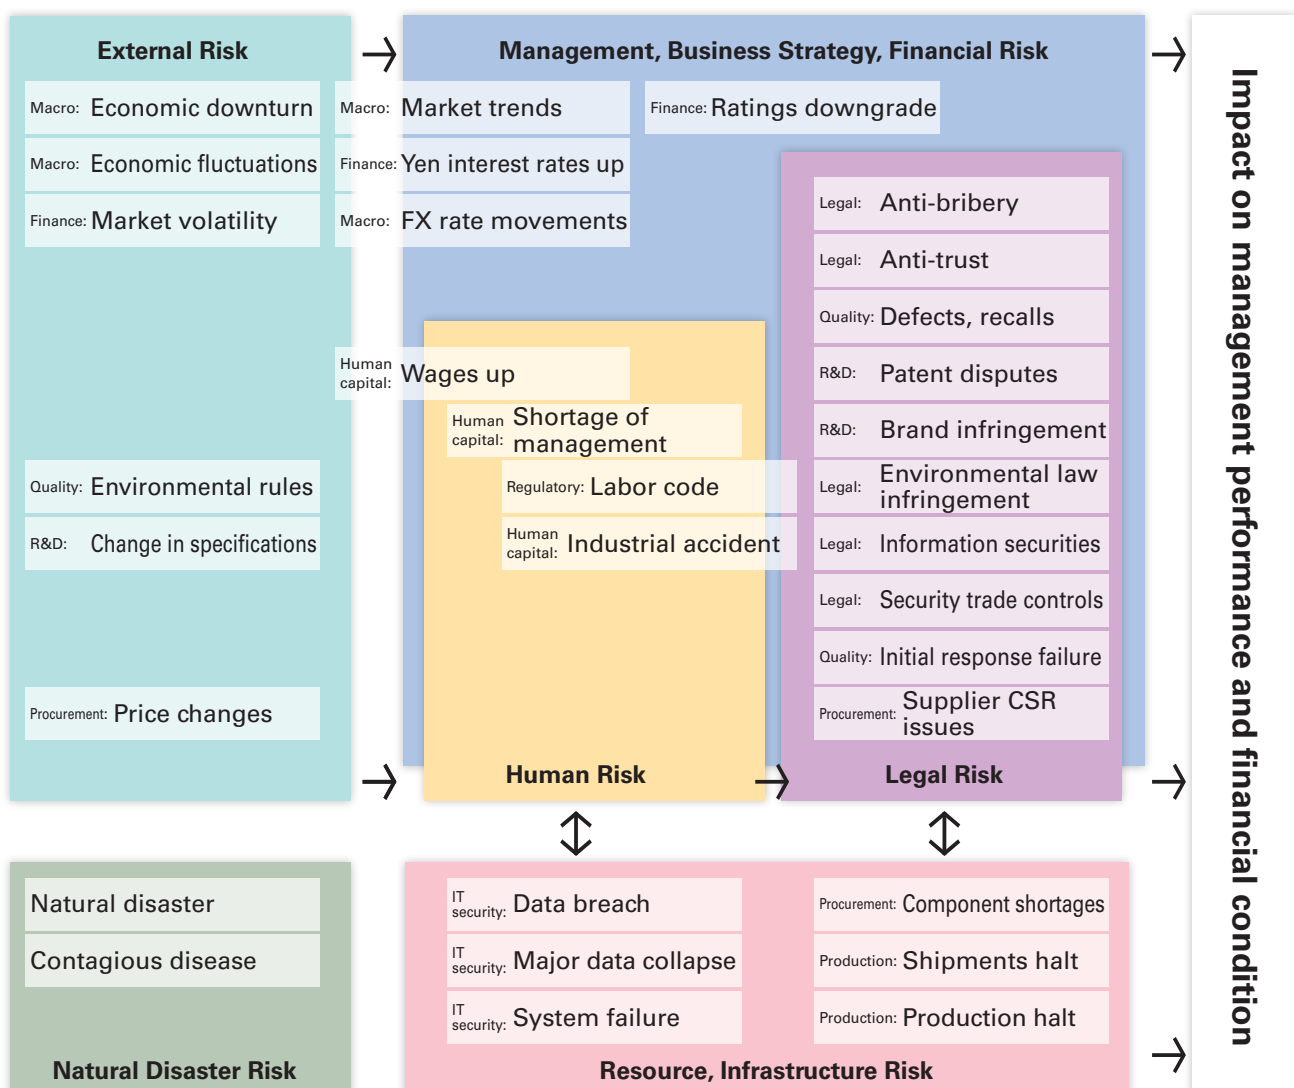 External Risk
Macro: Economic downturn
Macro: Economic fluctuations
Finance: Market volatility
Quality: Environmental rules
R&D: Change in specifications
Procurement: Price changes
Management, Business Strategy, Financial Risk
Macro: Market trends
Finance: Yen interest rates up
Macro: FX rate movements
Finance: Ratings downgrade
Human
capital: Wages up
Human
capital: Shortage of
management
Regulatory: Labor code
Human
capital: Industrial accident
Human Risk
Legal: Anti-bribery
Legal: Anti-trust
Quality: Defects, recalls
R&D: Patent disputes
R&D: Brand infringement
Legal: Environmental law
infringement
Legal: Information securities
Legal: Security trade controls
Quality: Initial response failure
Procurement: Supplier CSR
issues
Legal Risk
Natural disaster
Contagious disease
Natural Disaster Risk
IT
security: Data breach
IT
security: Major data collapse
IT
security: System failure
Procurement: Component shortages
Production: Shipments halt
Production: Production halt
Resource, Infrastructure Risk
Impact on management performance and financial condition